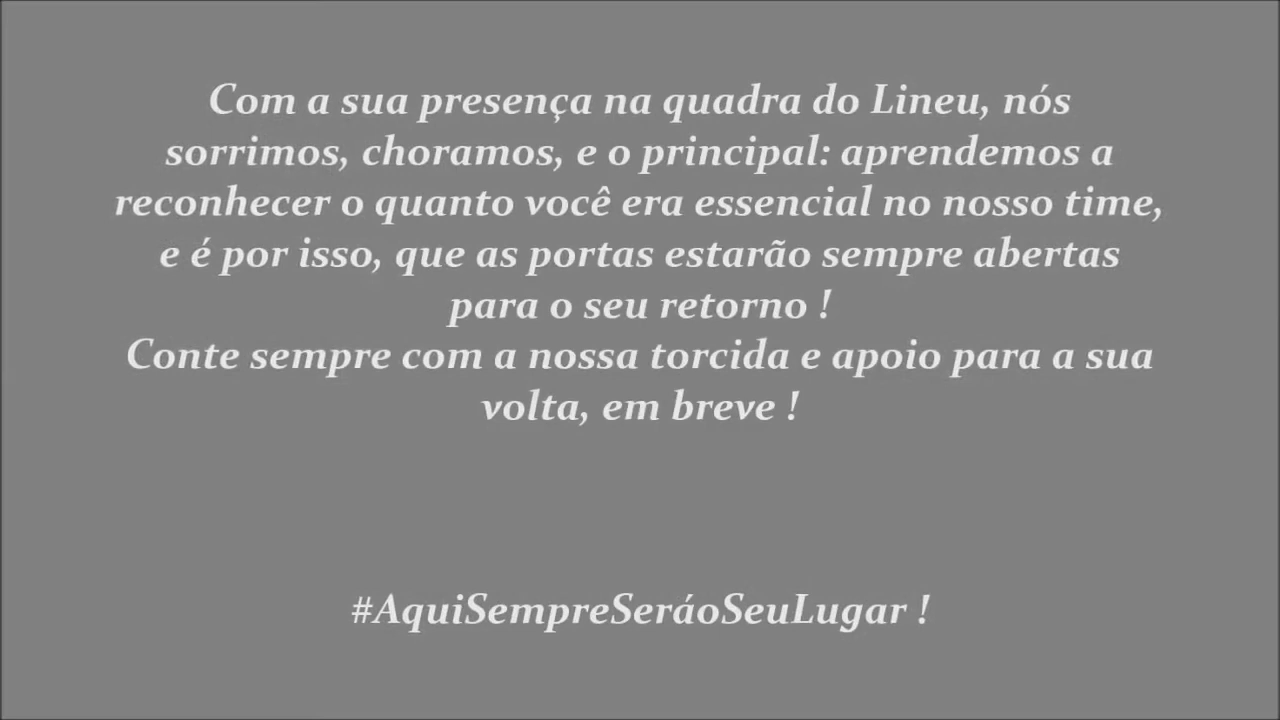 Com a sua presença na quadra do Lineu, nós
sorrimos, choramos, e o principal: aprendemos a
reconhecer o quanto você era essencial no nosso time,
e é por isso, que as portas estarão sempre abertas
para o seu retorno !
Conte sempre com a nossa torcida e apoio para a sua
volta, em breve !
#AquiSempreSeráoSeuLugar !